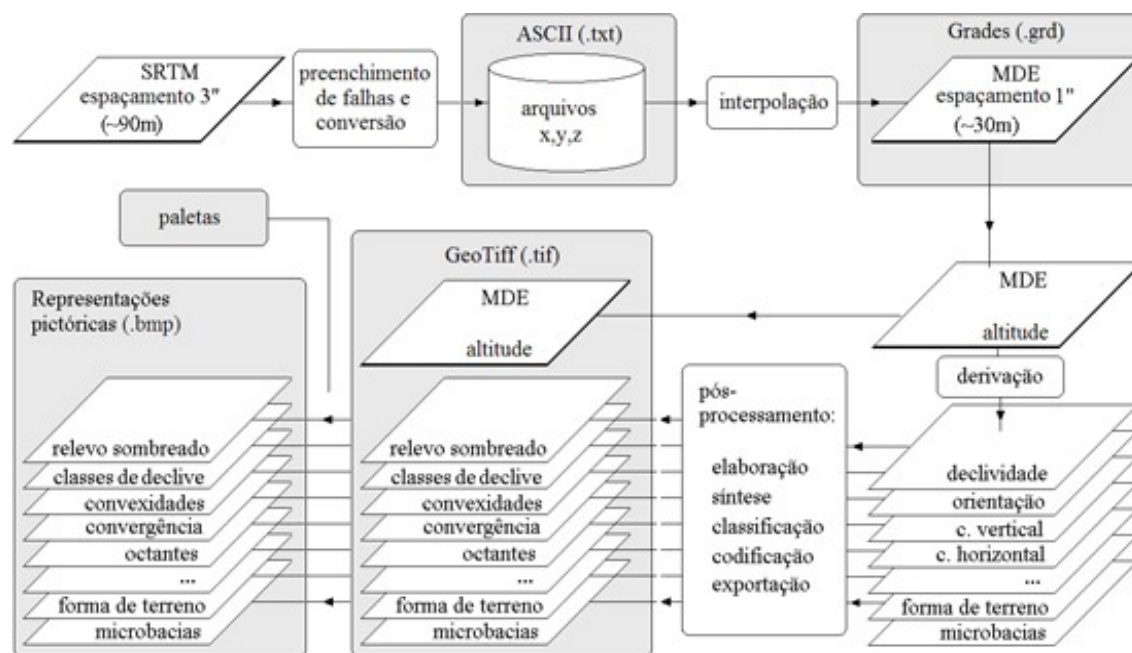 SRTM
espaçamento 3"
(~90m)
preenchimento
de falhas e
conversão
ASCII (.txt)
arquivos
x,y,z
interpolação
Grades (.grd)
MDE
espaçamento 1"
(~30m)
paletas
Representações
pictóricas (.bmp)
relevo sombreado
classes de declive
convexidades
convergência
octantes
...
forma de terreno
microbacias
GeoTiff (.tif)
MDE
altitude
relevo sombreado
classes de declive
convexidades
convergência
octantes
...
forma de terreno
microbacias
pós-
processamento:
elaboração
síntese
classificação
codificação
exportação
MDE
altitude
derivação
declividade
orientação
c. vertical
c. horizontal
...
forma de terreno
microbacias